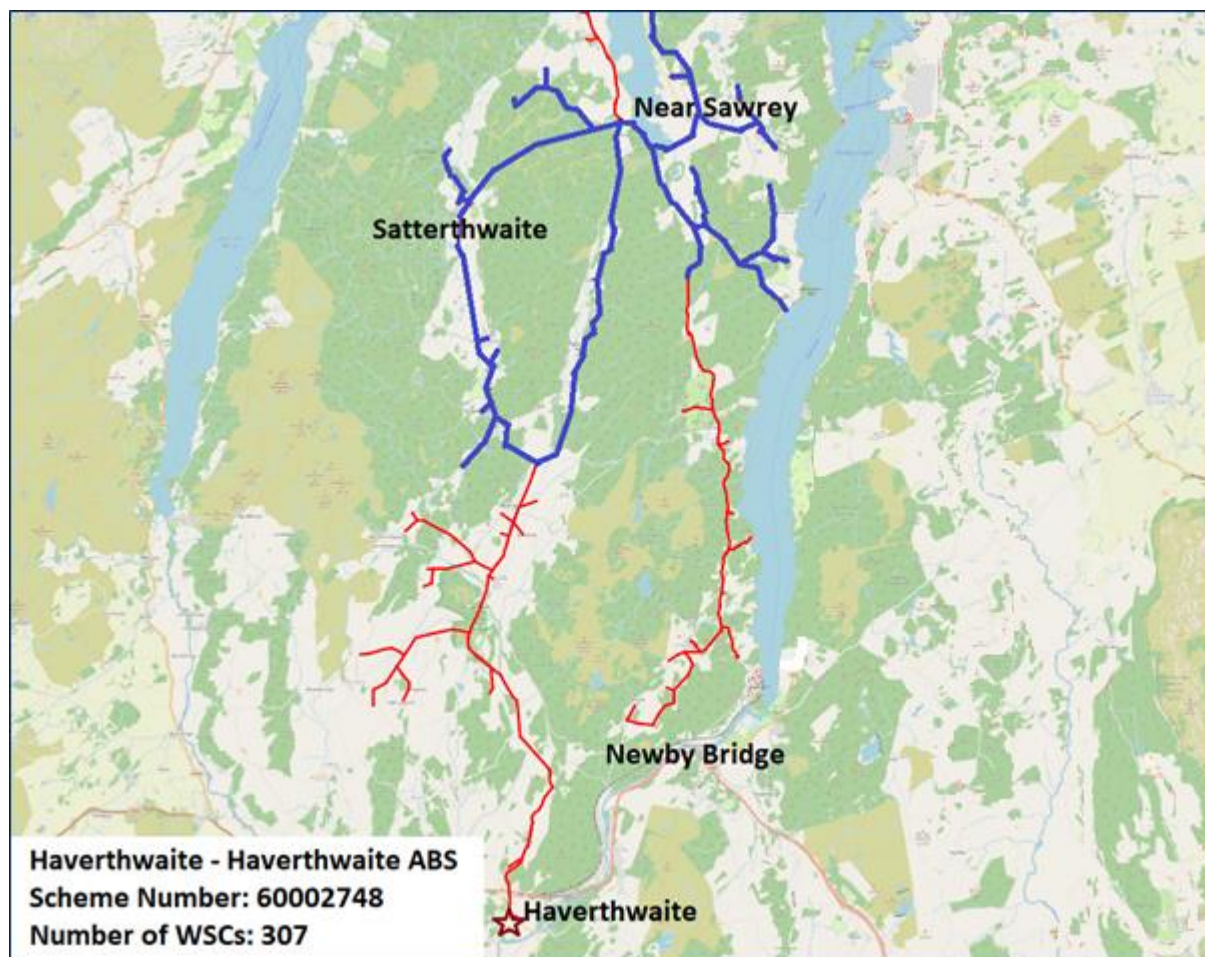 Near Sawrey
Satterthwaite
Newby Bridge
Haverthwaite
Haverthwaite - Haverthwaite ABS
Scheme Number: 60002748
Number of WSCs: 307